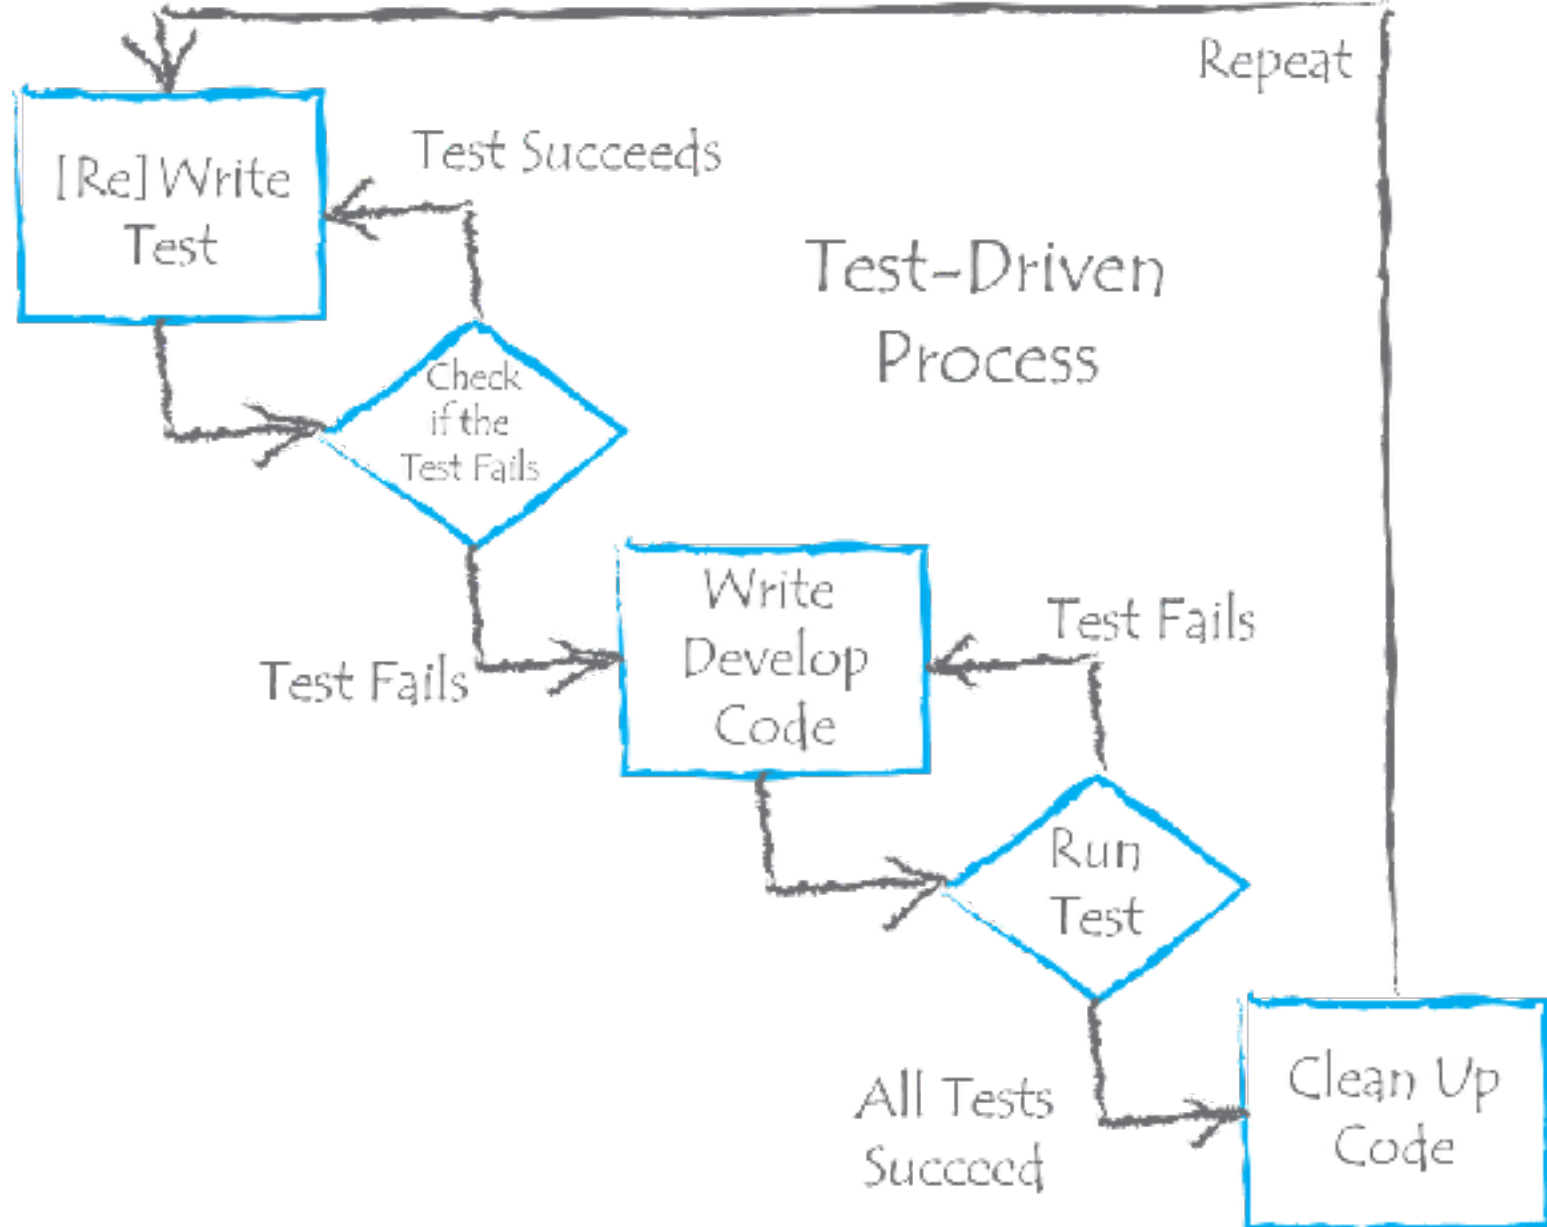 Repeat
[Re] Write
Test
Test Succeeds
Test-Driven
Process
Check
if the
Test Fails
Test Fails
Write
Develop
Code
Test Fails
Run
Test
All Tests
Succeed
Clean Up
Code